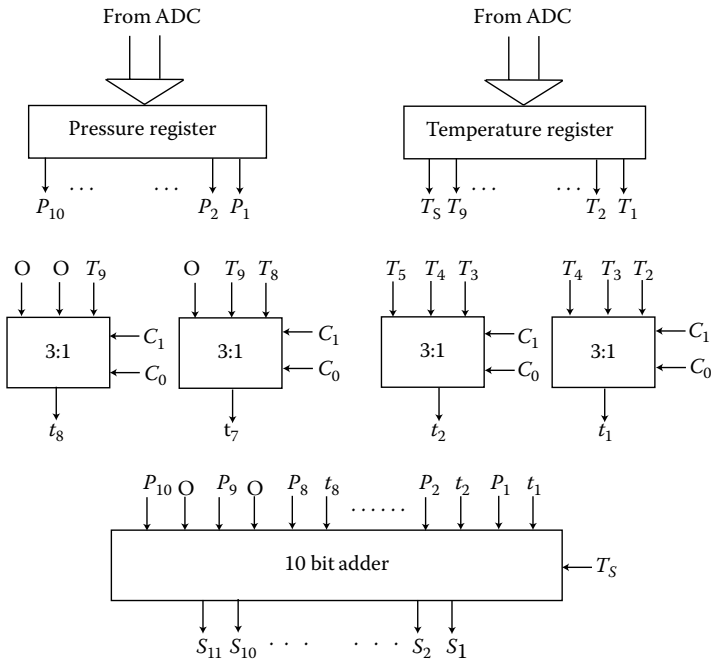 From ADC From ADC
Pressure register Temperature register
P10 ... ... P2 P1 TS T9 ... ... T2 T1
O O T9 O T9 T8 T5 T4 T3 T4 T3 T2
3:1 C1 3:1 C1 3:1 C1 3:1 C1
C0 C0 C0 C0
t8 t7 t2 t1
P10 O P9 O P8 t8 ...... P2 t2 P1 t1
10 bit adder TS
S11 S10 ... ... S2 S1